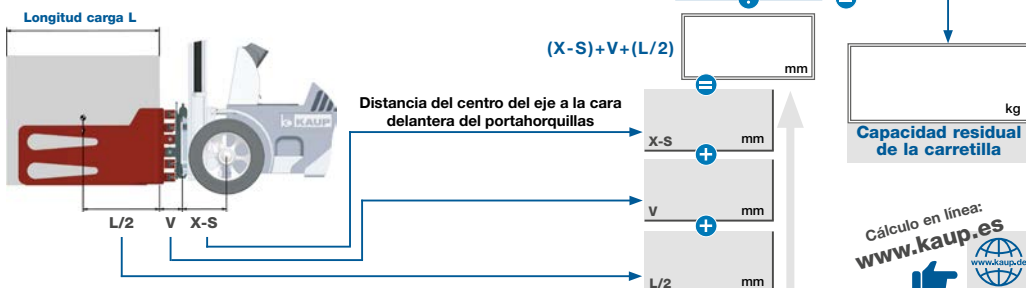 Longitud carga L
KAUP
L/2 V X-S
Distancia del centro del eje a la cara
delantera del portahorquillas
(X-S)+V+(L/2)
mm
=
X-S mm
+
V mm
+
L/2 mm
kg
Capacidad residual
de la carretilla
Cálculo en línea:
www.kaup.es
www.kaup.de